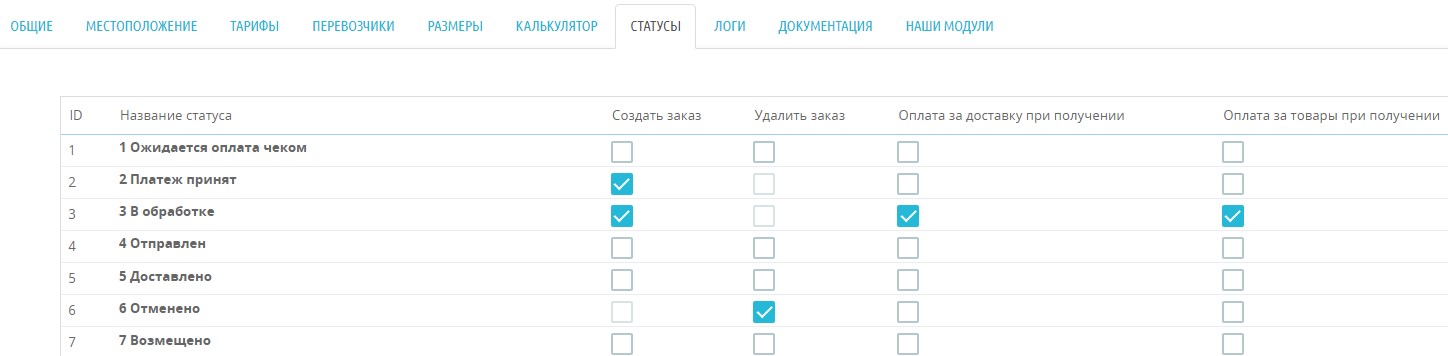 ОБЩИЕ МЕСТОПОЛОЖЕНИЕ ТАРИФЫ ПЕРЕВОЗЧИКИ РАЗМЕРЫ КАЛЬКУЛЯТОР СТАТУСЫ ЛОГИ ДОКУМЕНТАЦИЯ НАШИ МОДУЛИ
ID Название статуса Создать заказ Удалить заказ Оплата за доставку при получении Оплата за товары при получении
1 1 Ожидается оплата чеком
2 2 Платеж принят
3 3 В обработке
4 4 Отправлен
5 5 Доставлено
6 6 Отменено
7 7 Возмещено